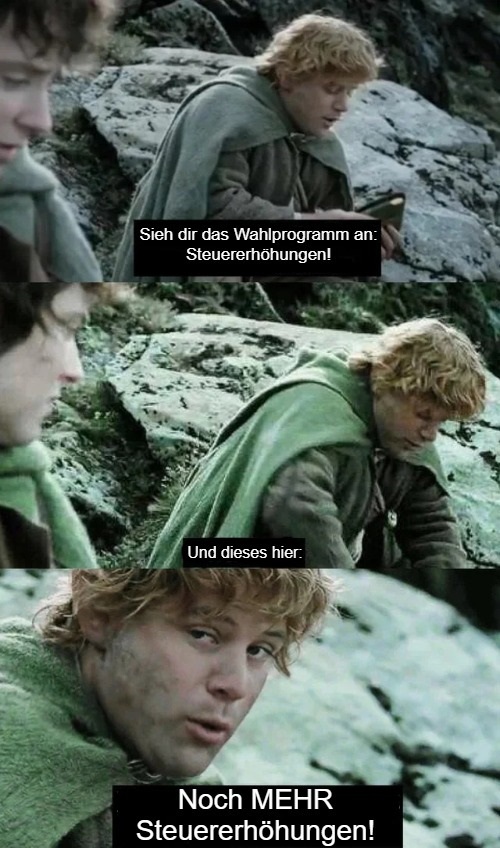 Sieh dir das Wahlprogramm an:
Steuererhöhungen!
Und dieses hier:
Noch MEHR
Steuererhöhungen!